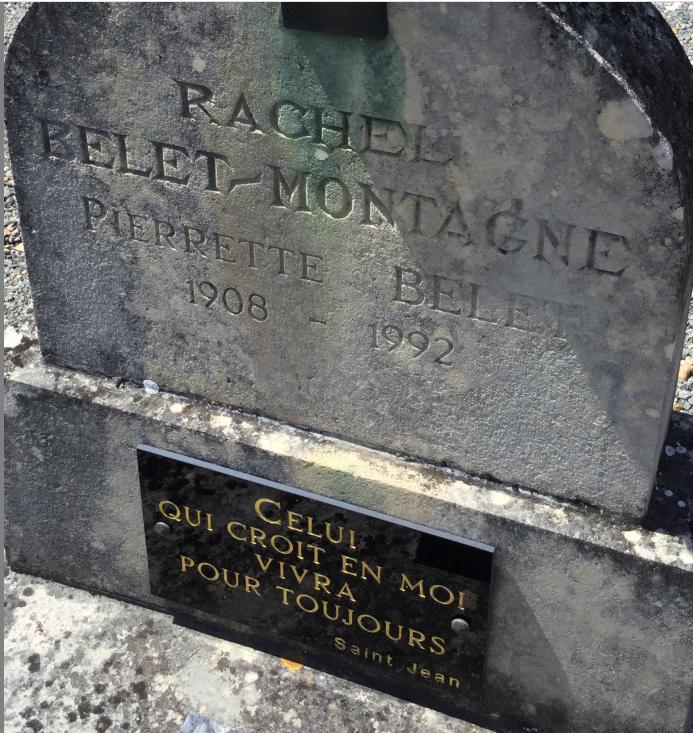 RACHEL
BELET-MONTAGNE
PIERRETTE BELET
1908 - 1992
CELUI
QUI CROIT EN MOI
VIVRA
POUR TOUJOURS
Saint Jean